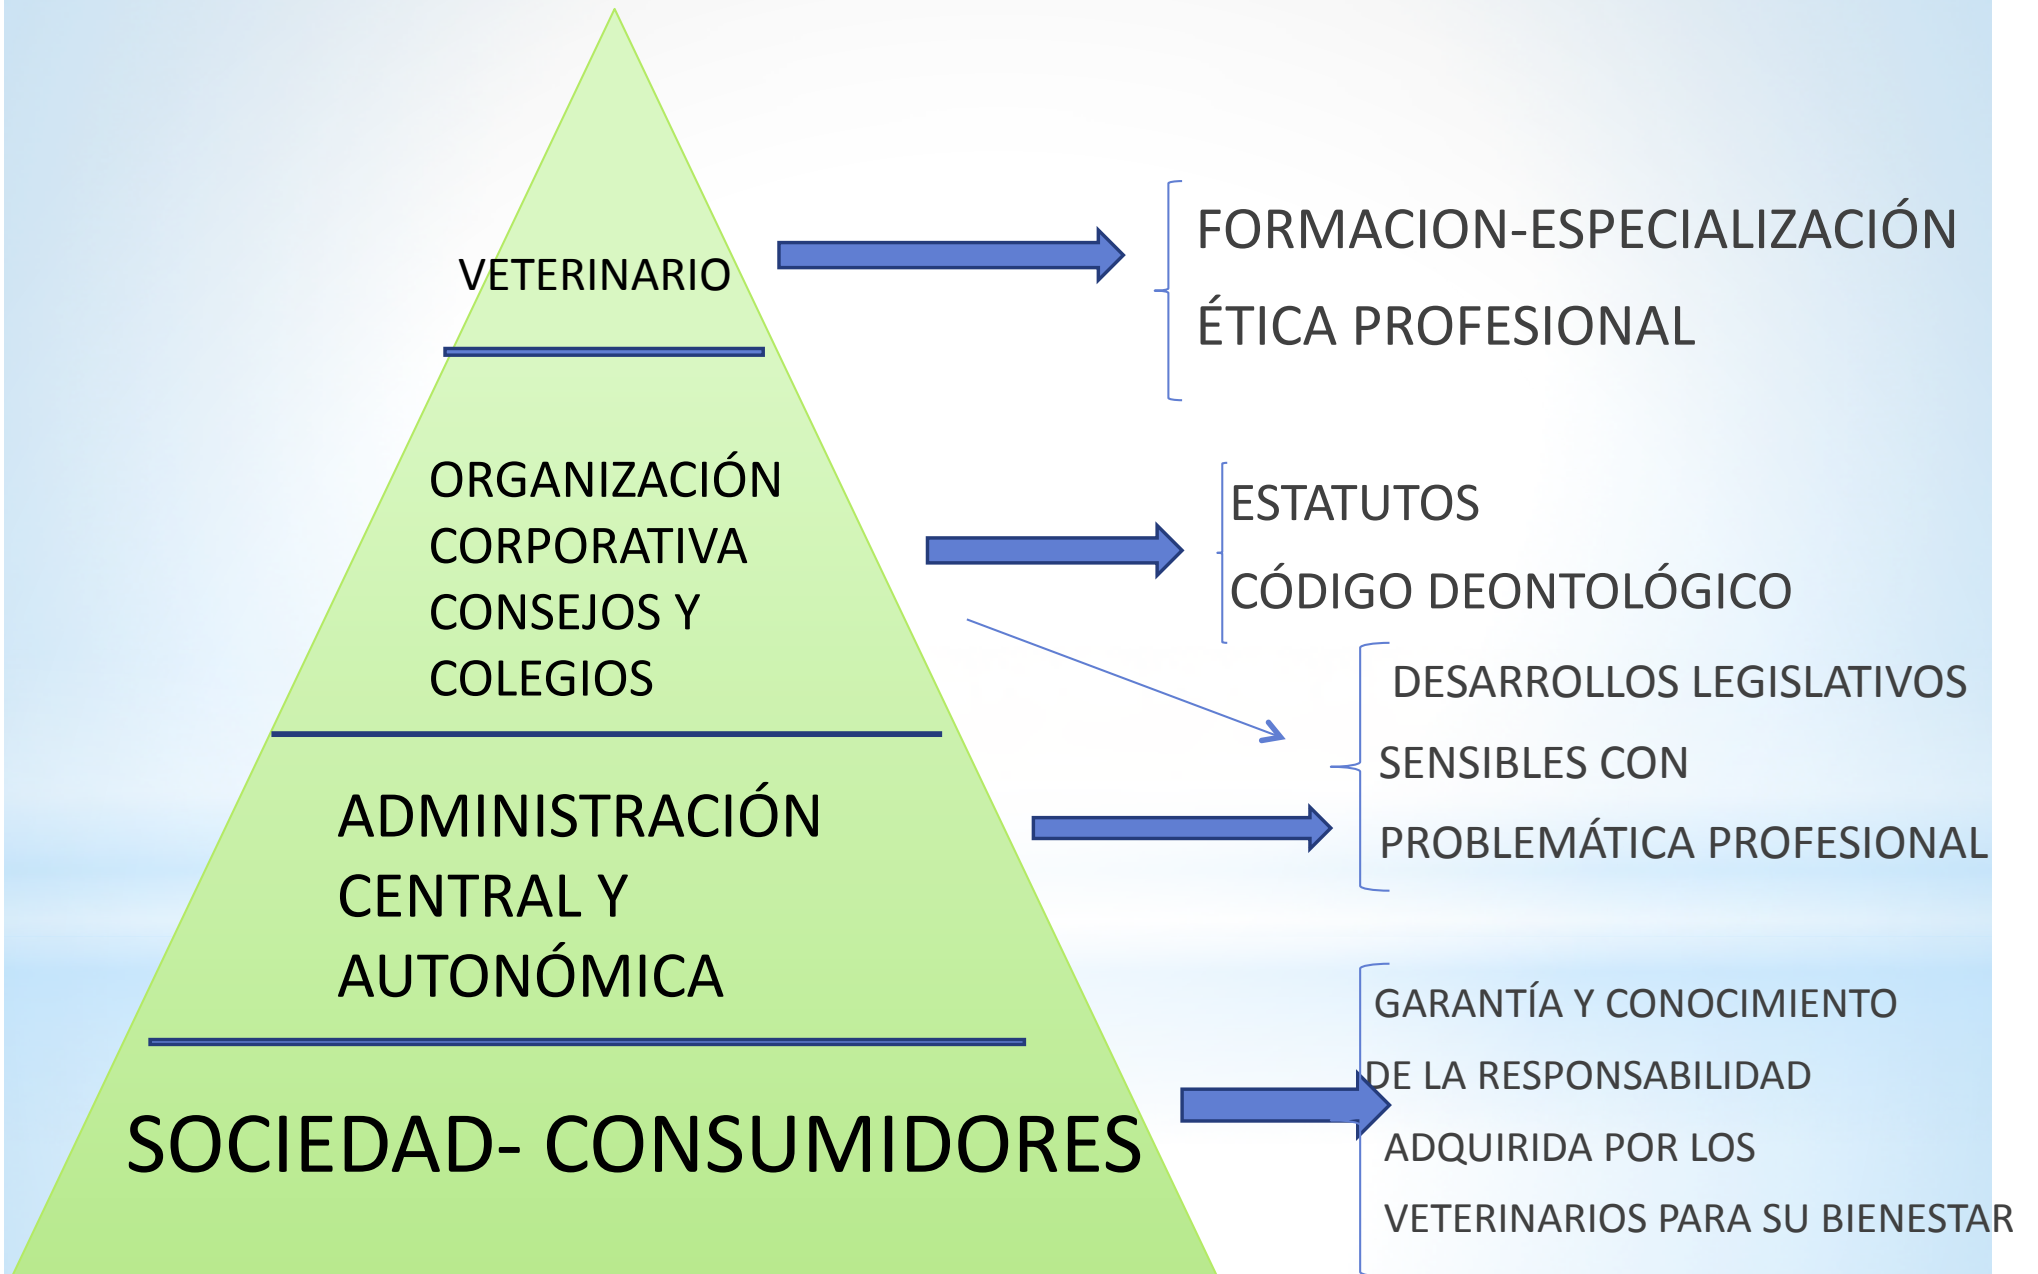 VETERINARIO
FORMACION-ESPECIALIZACIÓN
ÉTICA PROFESIONAL
ORGANIZACIÓN
CORPORATIVA
CONSEJOS Y
COLEGIOS
ESTATUTOS
CÓDIGO DEONTOLÓGICO
ADMINISTRACIÓN
CENTRAL Y
AUTONÓMICA
DESARROLLOS LEGISLATIVOS
SENSIBLES CON
PROBLEMÁTICA PROFESIONAL
SOCIEDAD- CONSUMIDORES
GARANTÍA Y CONOCIMIENTO
DE LA RESPONSABILIDAD
ADQUIRIDA POR LOS
VETERINARIOS PARA SU BIENESTAR